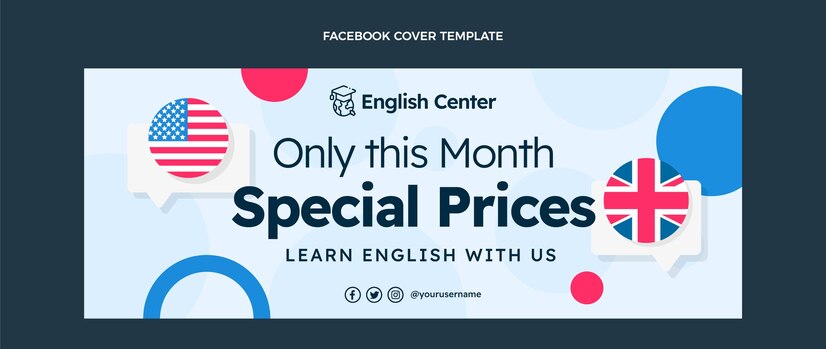 FACEBOOK COVER TEMPLATE
English Center
Only this Month
Special Prices
LEARN ENGLISH WITH US
@yourusername